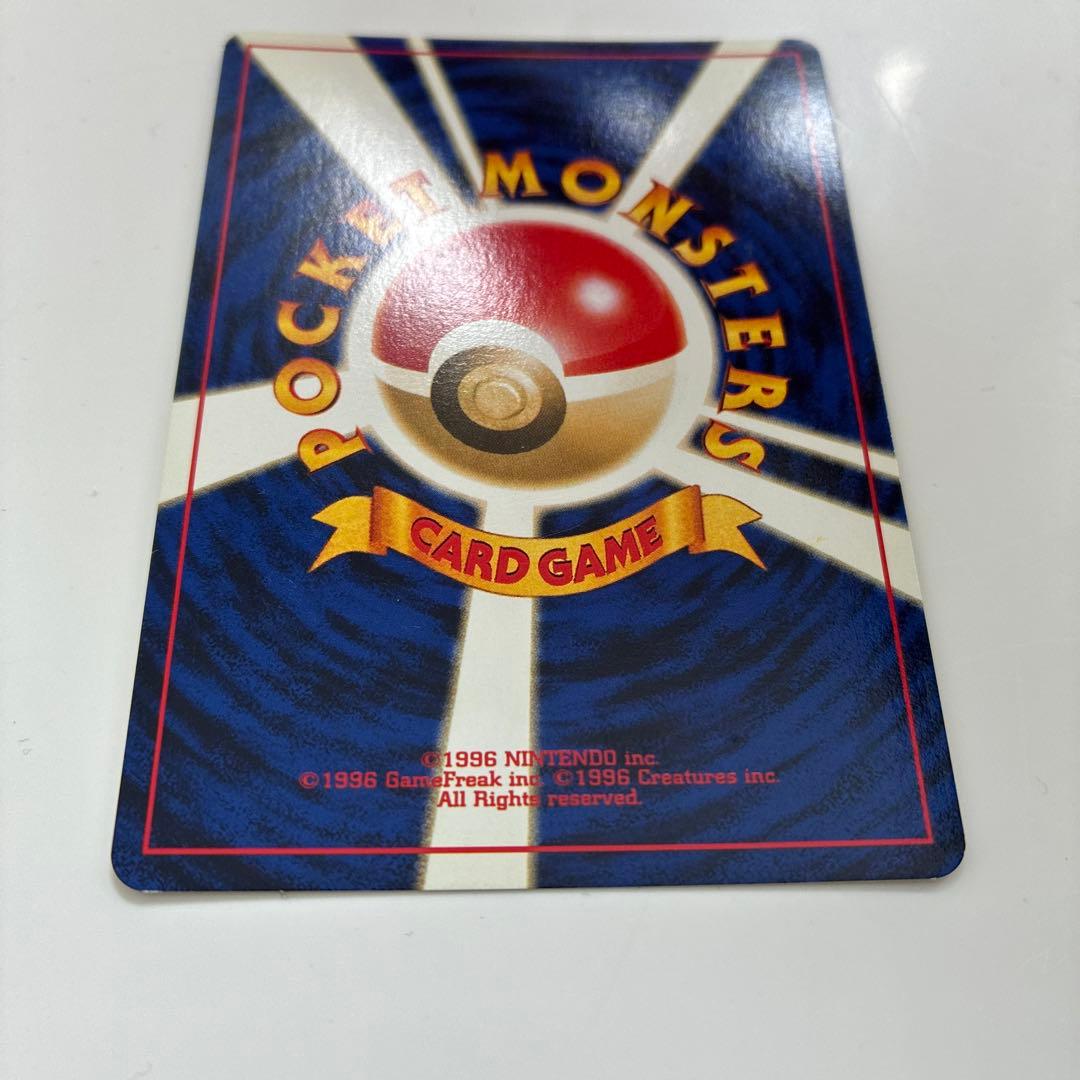 POCKET MONSTERS
CARD GAME
©1996 NINTENDO inc.
©1996 GameFreak inc. ©1996 Creatures inc.
All Rights reserved.